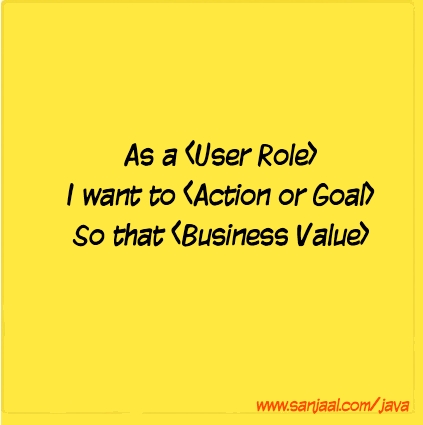 As a <User Role>
I want to <Action or Goal>
So that <Business Value>
www.sanjaal.com/java